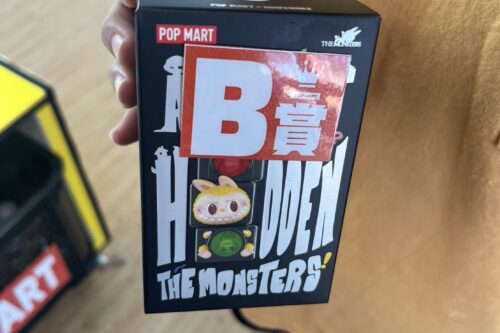 POP MART
THE MONSTERS
B賞
HIDDEN
THE MONSTERS!
MART